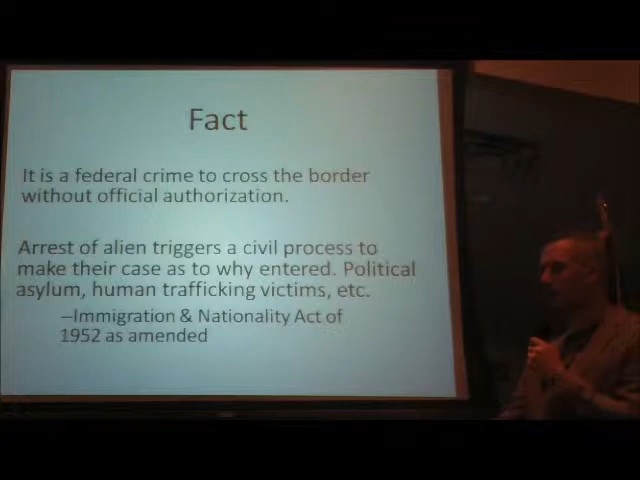 Fact
It is a federal crime to cross the border
without official authorization.
Arrest of alien triggers a civil process to
make their case as to why entered. Political
asylum, human trafficking victims, etc.
–Immigration & Nationality Act of
1952 as amended